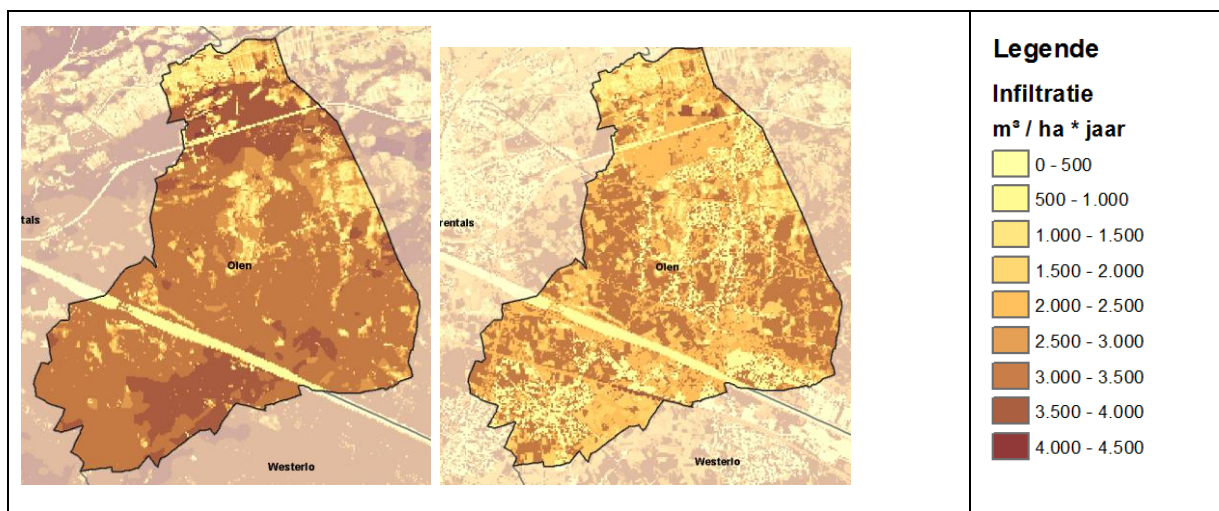 tals
Olen
Westerlo
rentals
Olen
Westerlo
Legende
Infiltratie
m³ / ha * jaar
0 - 500
500 - 1.000
1.000 - 1.500
1.500 - 2.000
2.000 - 2.500
2.500 - 3.000
3.000 - 3.500
3.500 - 4.000
4.000 - 4.500